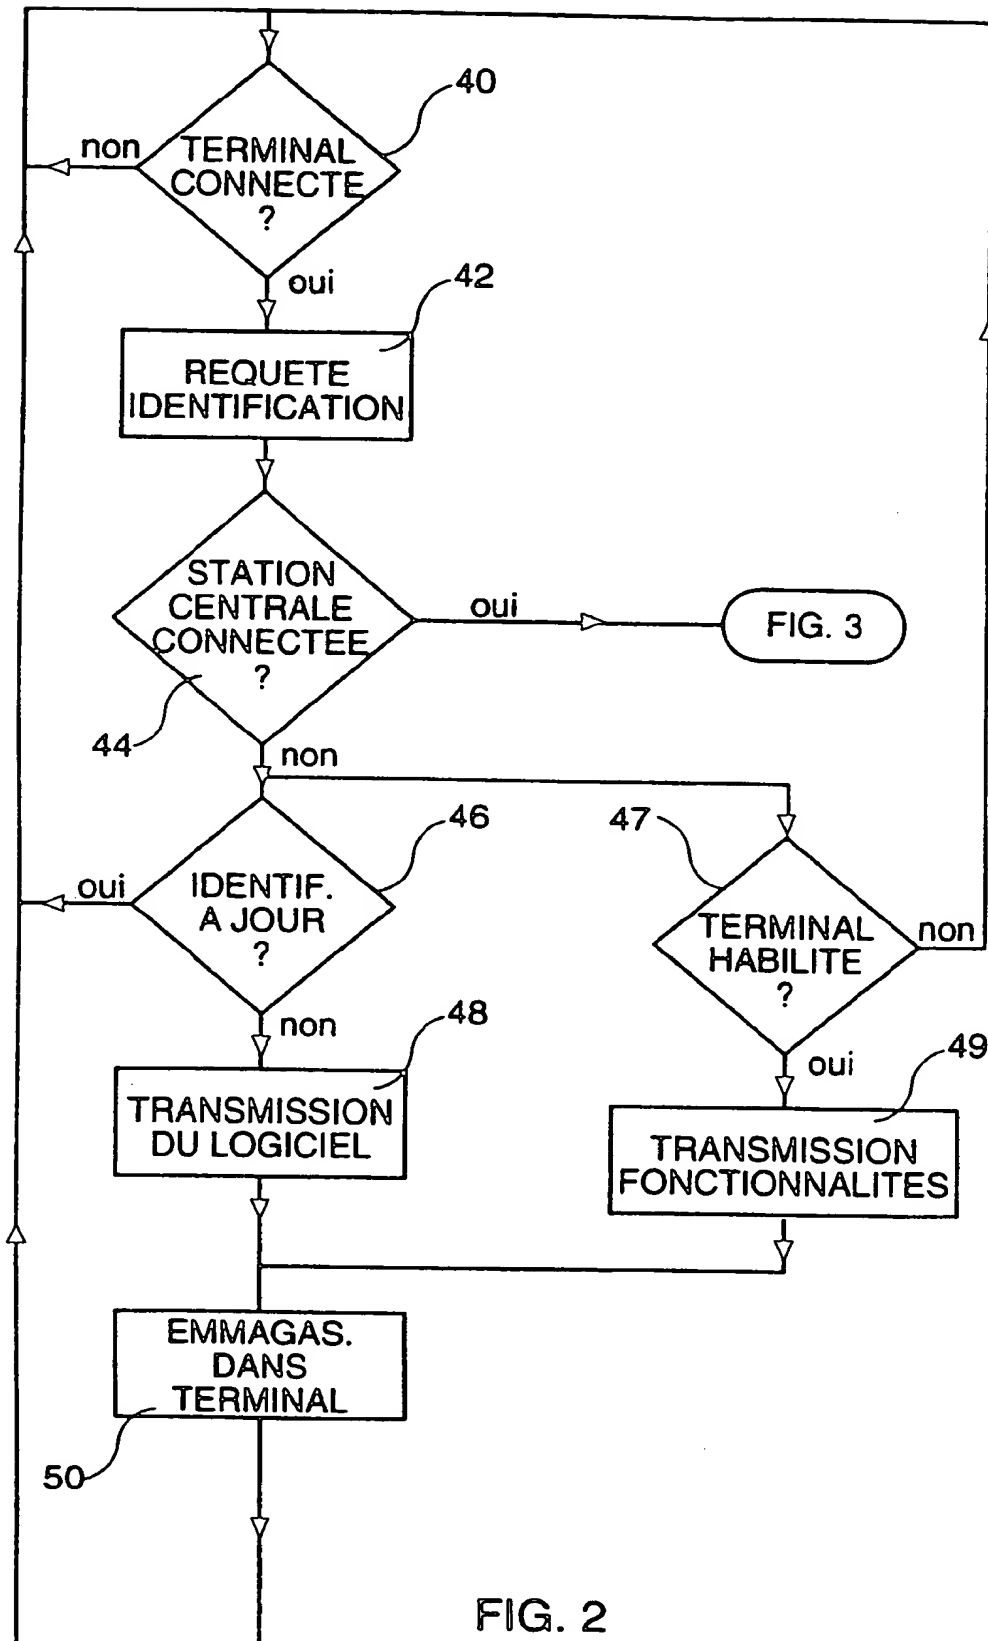 40
non
TERMINAL
CONNECTE
?
oui
42
REQUETE
IDENTIFICATION
STATION
CENTRALE
CONNECTEE
?
oui
FIG. 3
44
non
46
47
oui
IDENTIF.
A JOUR
?
TERMINAL
HABILITE
?
non
non
48
oui
49
TRANSMISSION
DU LOGICIEL
TRANSMISSION
FONCTIONNALITES
EMMAGAS.
DANS
TERMINAL
50
FIG. 2